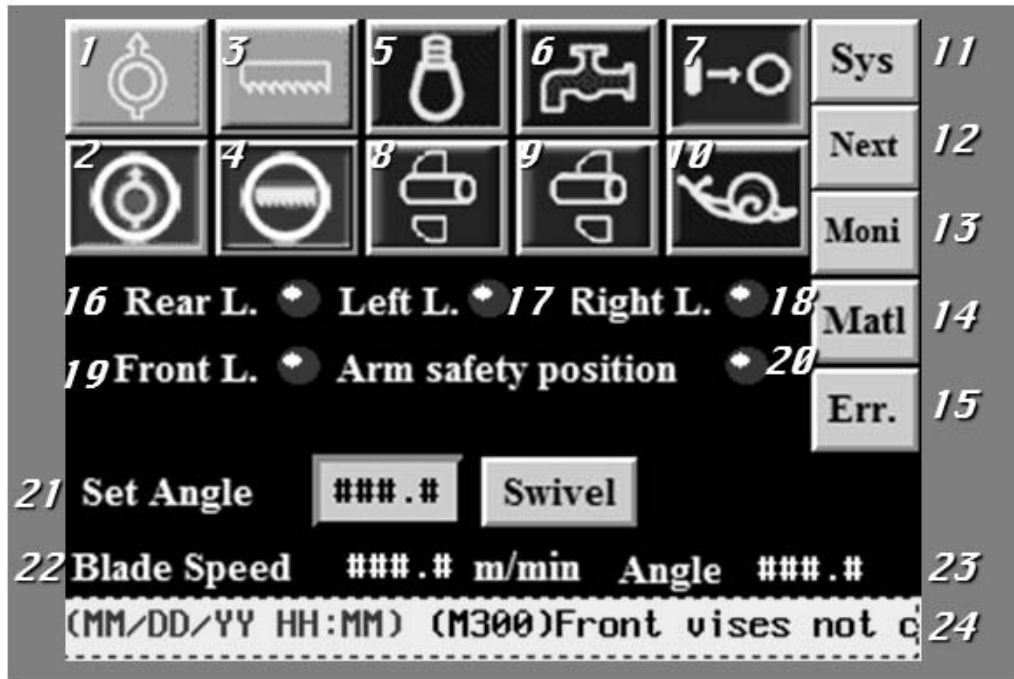 1 3 5 6 7 Sys 11
Next 12
2 4 8 9 10
Moni 13
16 Rear L. Left L. 17 Right L. 18
Matl 14
19 Front L. Arm safety position 20
Err. 15
21 Set Angle ###.# Swivel
22 Blade Speed ###.# m/min Angle ###.# 23
(MM/DD/YY HH:MM) (M300)Front vises not c 24